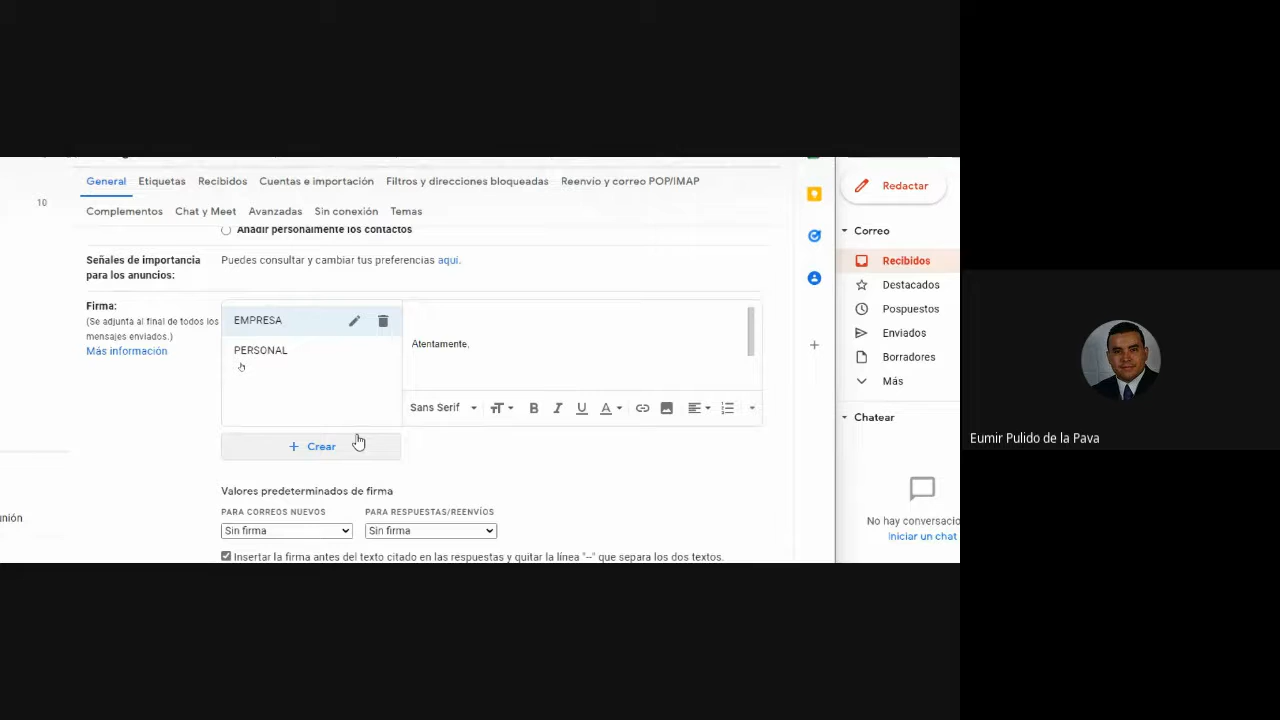 10
General Etiquetas Recibidos Cuentas e importación Filtros y direcciones bloqueadas Reenvío y correo POP/IMAP
Complementos Chat y Meet Avanzadas Sin conexión Temas
Añadir personalmente los contactos
Señales de importancia
para los anuncios:
Puedes consultar y cambiar tus preferencias aquí.
Firma:
(Se adjunta al final de todos los
mensajes enviados.)
Más información
EMPRESA
PERSONAL
Atentamente,
Sans Serif
+ Crear
Valores predeterminados de firma
PARA CORREOS NUEVOS PARA RESPUESTAS/REENVÍOS
Sin firma Sin firma
Insertar la firma antes del texto citado en las respuestas y quitar la línea "--" que separa los dos textos.
unión
Redactar
Correo
Recibidos
Destacados
Pospuestos
Enviados
Borradores
Más
Chatear
No hay conversacio
Iniciar un chat
Eumir Pulido de la Pava